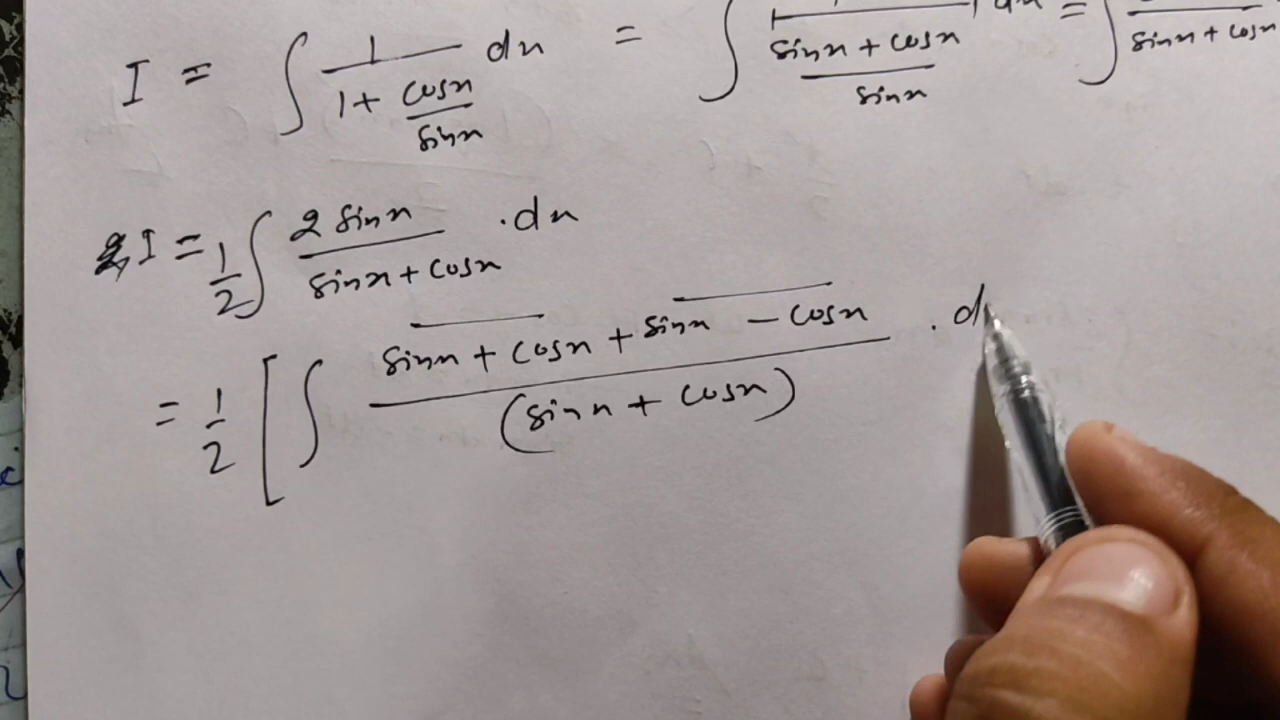 I = ∫ 1/(1 + cosx/sinx) dx = ∫ 1/((sinx + cosx)/sinx) dx = ∫ /(sinx + cosx)
I = 1/2 ∫ 2 sinx/(sinx + cosx) . dx
= 1/2 [ ∫ (sinx + cosx + sinx - cosx)/(sinx + cosx) . d